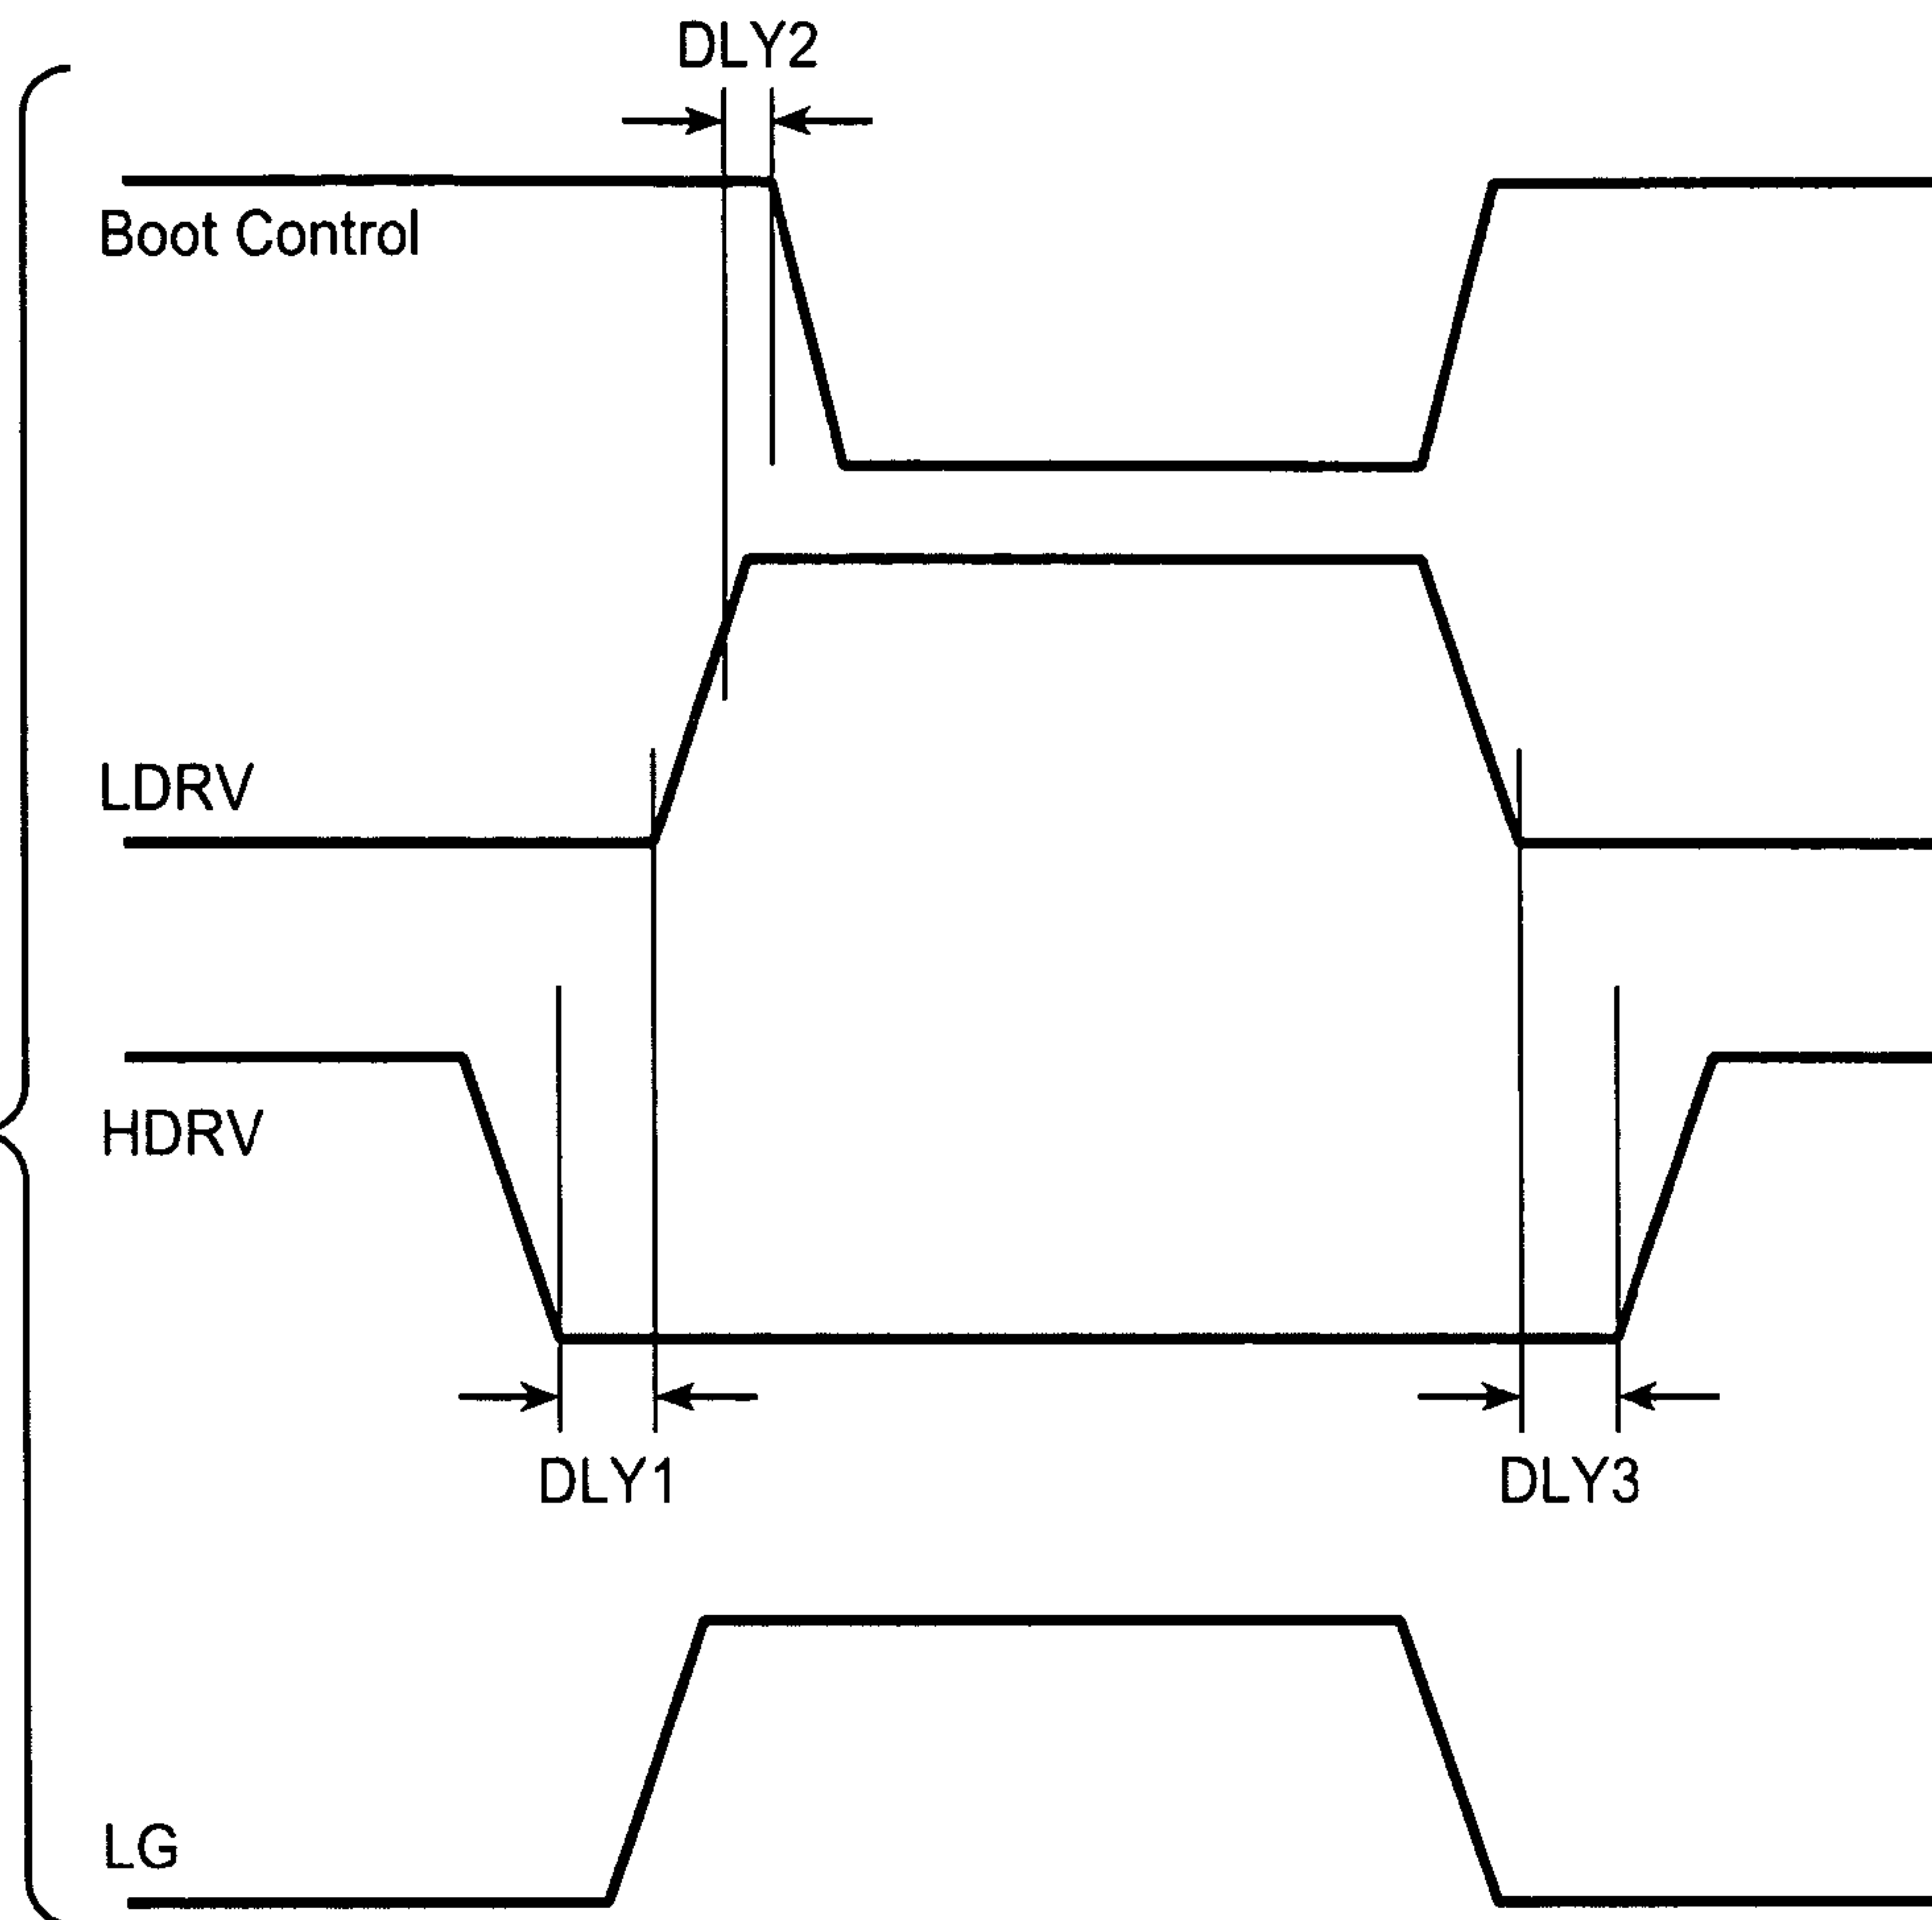 DLY2
Boot Control
LDRV
HDRV
DLY1
DLY3
LG